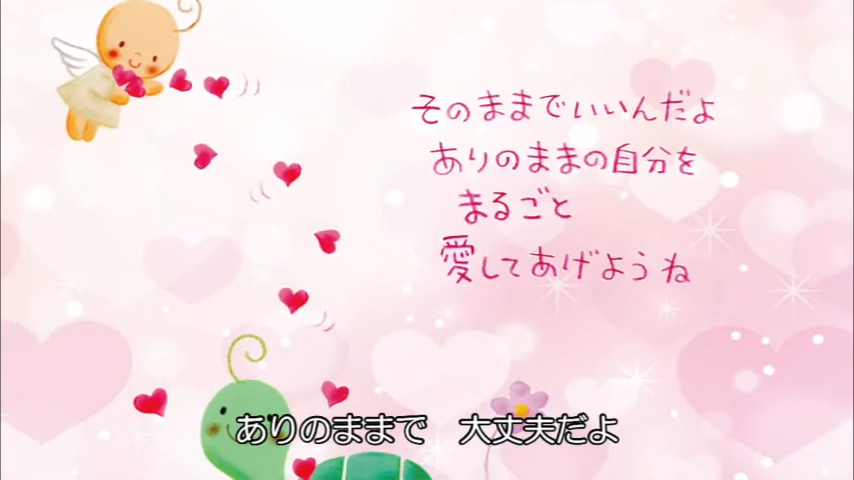 そのままでいいんだよ
ありのままの自分を
まるごと
愛してあげようね
ありのままで　大丈夫だよ